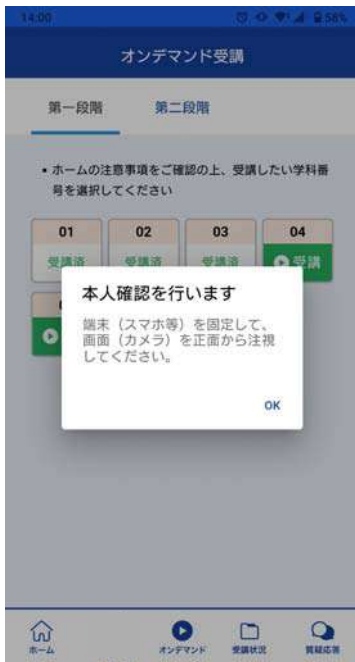 14:00
58%
オンデマンド受講
第一段階
第二段階
• ホームの注意事項をご確認の上、受講したい学科番
号を選択してください
01
02
03
04
受講済
受講済
受講済
受講
本人確認を行います
端末（スマホ等）を固定して、
画面（カメラ）を正面から注視
してください。
OK
ホーム
オンデマンド
受講状況
質疑応答